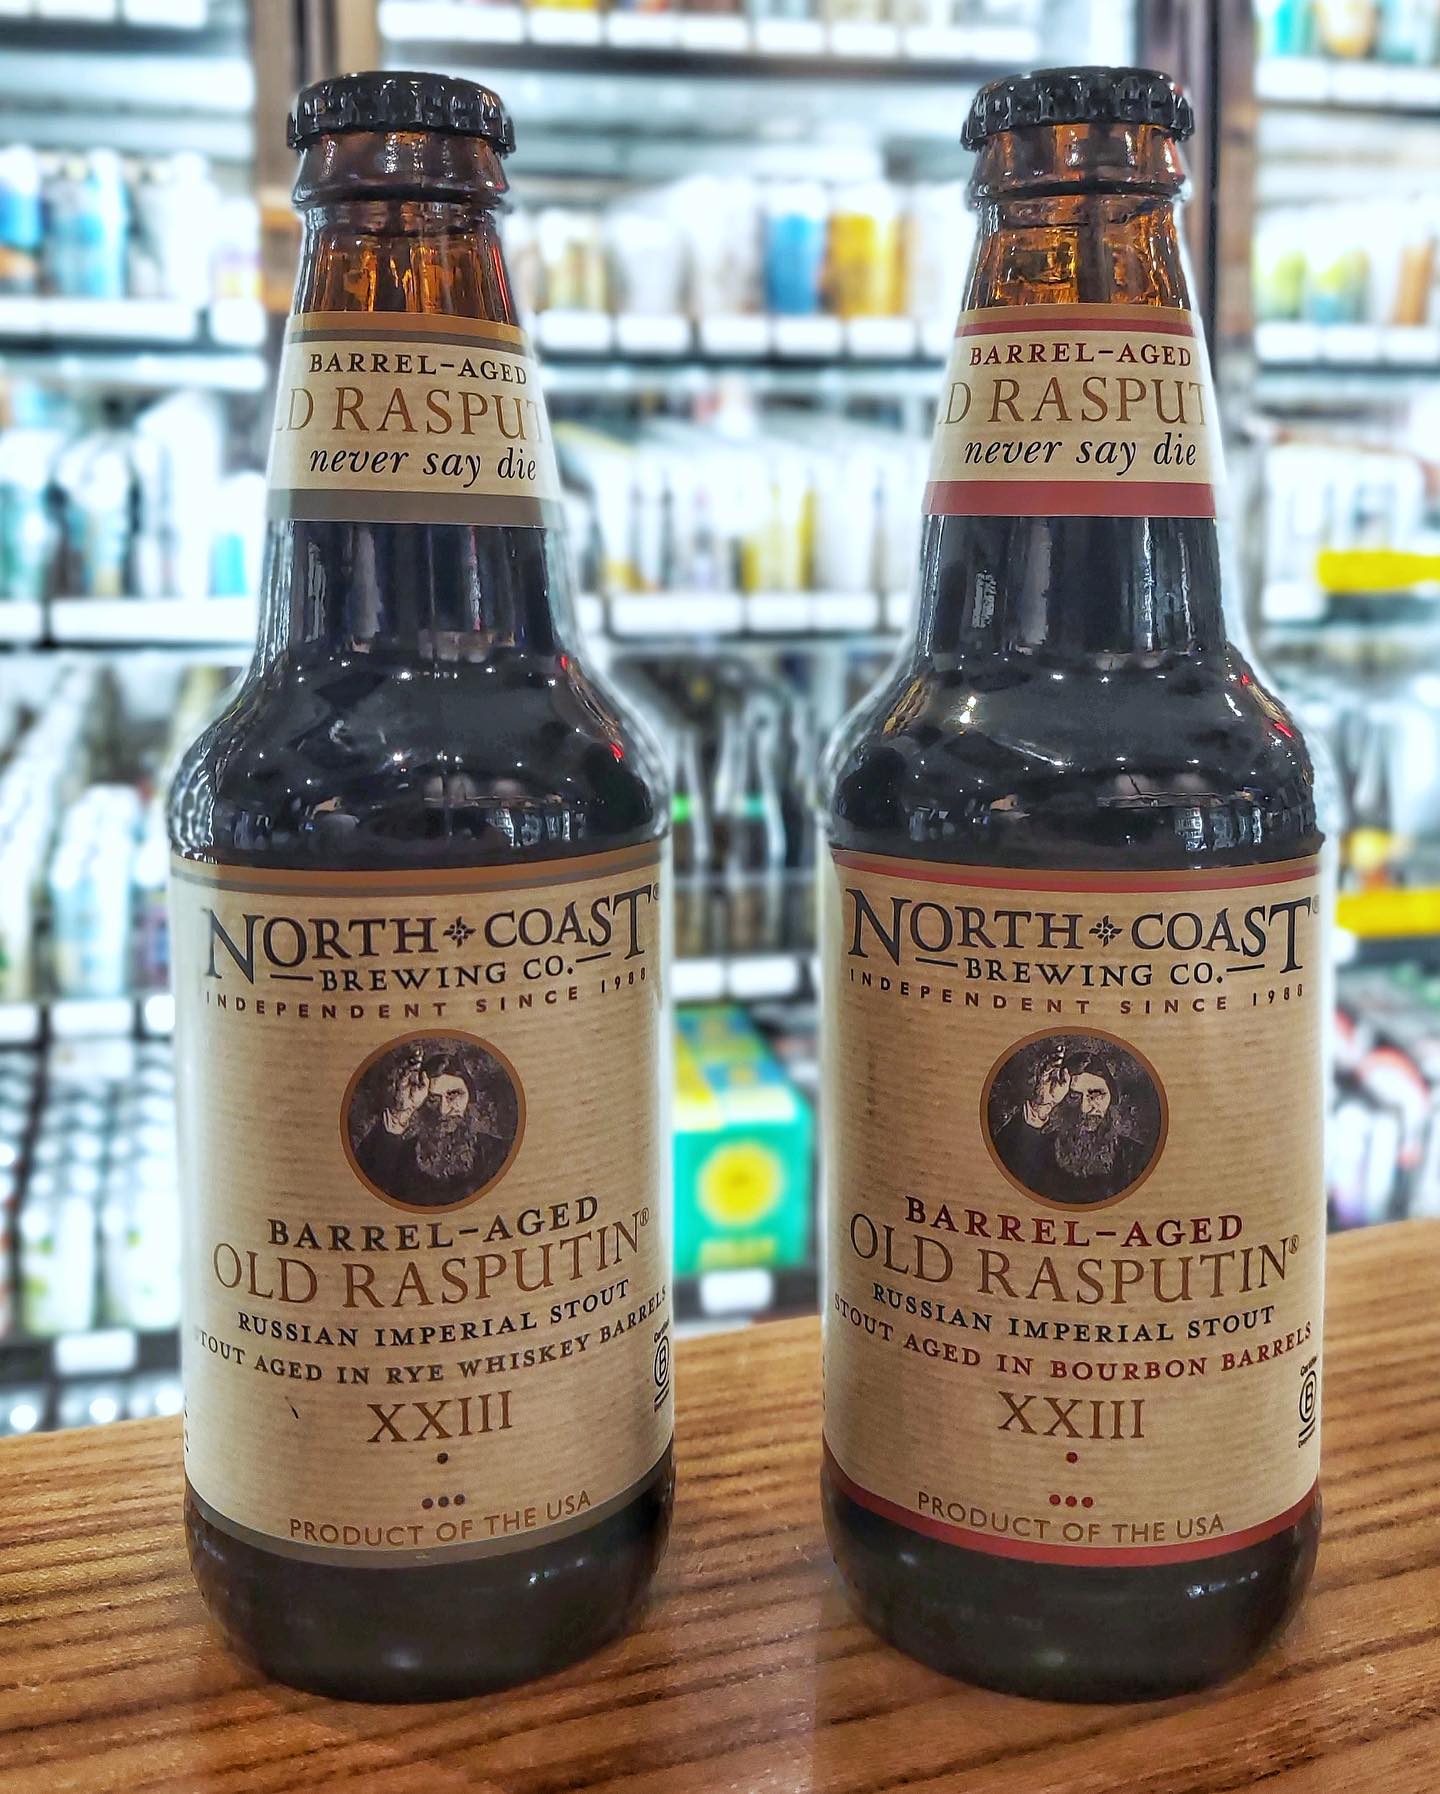 BARREL-AGED
D RASPUT
never say die
NORTH COAST®
BREWING CO.
INDEPENDENT SINCE 1988
BARREL-AGED
OLD RASPUTIN®
RUSSIAN IMPERIAL STOUT
STOUT AGED IN RYE WHISKEY BARRELS
XXIII
PRODUCT OF THE USA
Certified
B
BARREL-AGED
D RASPUT
never say die
NORTH COAST®
BREWING CO.
INDEPENDENT SINCE 1988
BARREL-AGED
OLD RASPUTIN®
RUSSIAN IMPERIAL STOUT
STOUT AGED IN BOURBON BARRELS
XXIII
PRODUCT OF THE USA
Certified
B